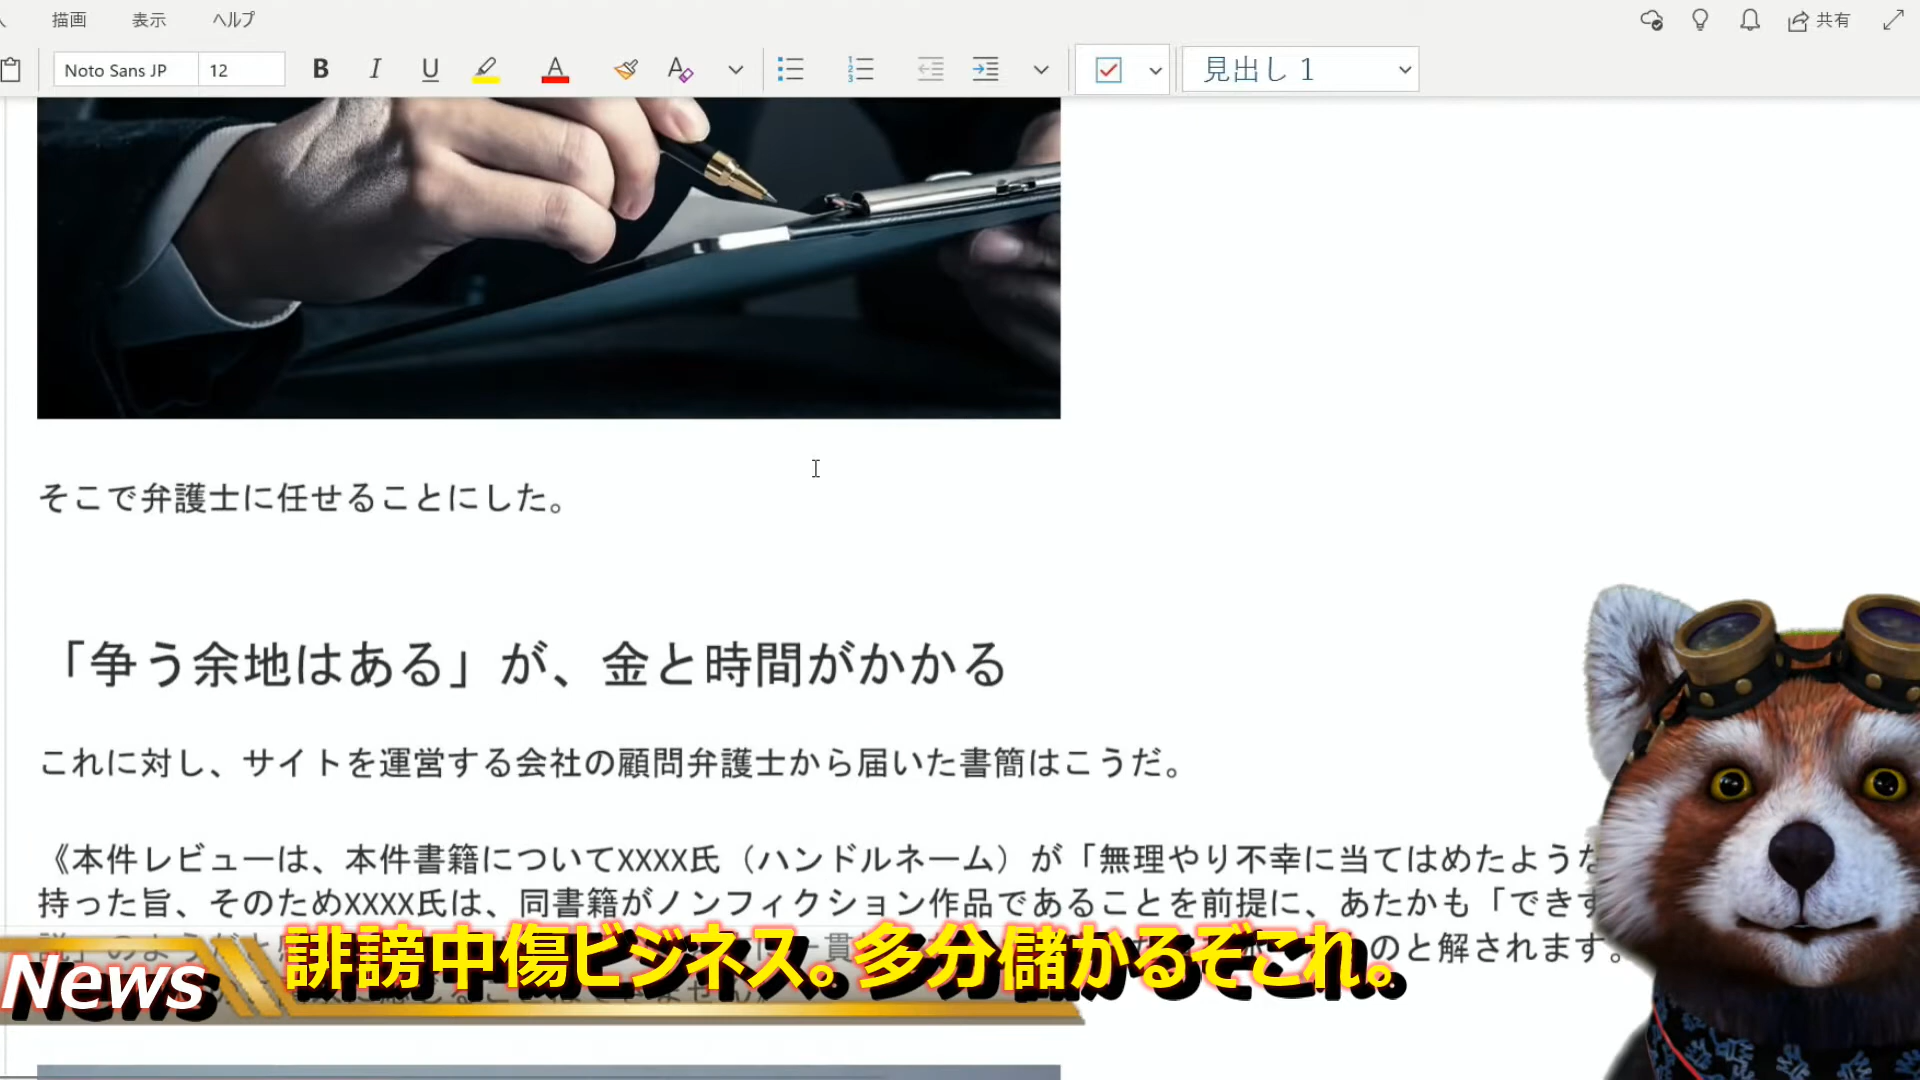 描画 表示 ヘルプ 共有
Noto Sans JP 12 B I U A A 見出し 1
そこで弁護士に任せることにした。
「争う余地はある」が、金と時間がかかる
これに対し、サイトを運営する会社の顧問弁護士から届いた書簡はこうだ。
《本件レビューは、本件書籍についてXXXX氏（ハンドルネーム）が「無理やり不幸に当てはめたような
持った旨、そのためXXXX氏は、同書籍がノンフィクション作品であることを前提に、あたかも「できす
のと解されます。
News
誹謗中傷ビジネス。多分儲かるぞこれ。